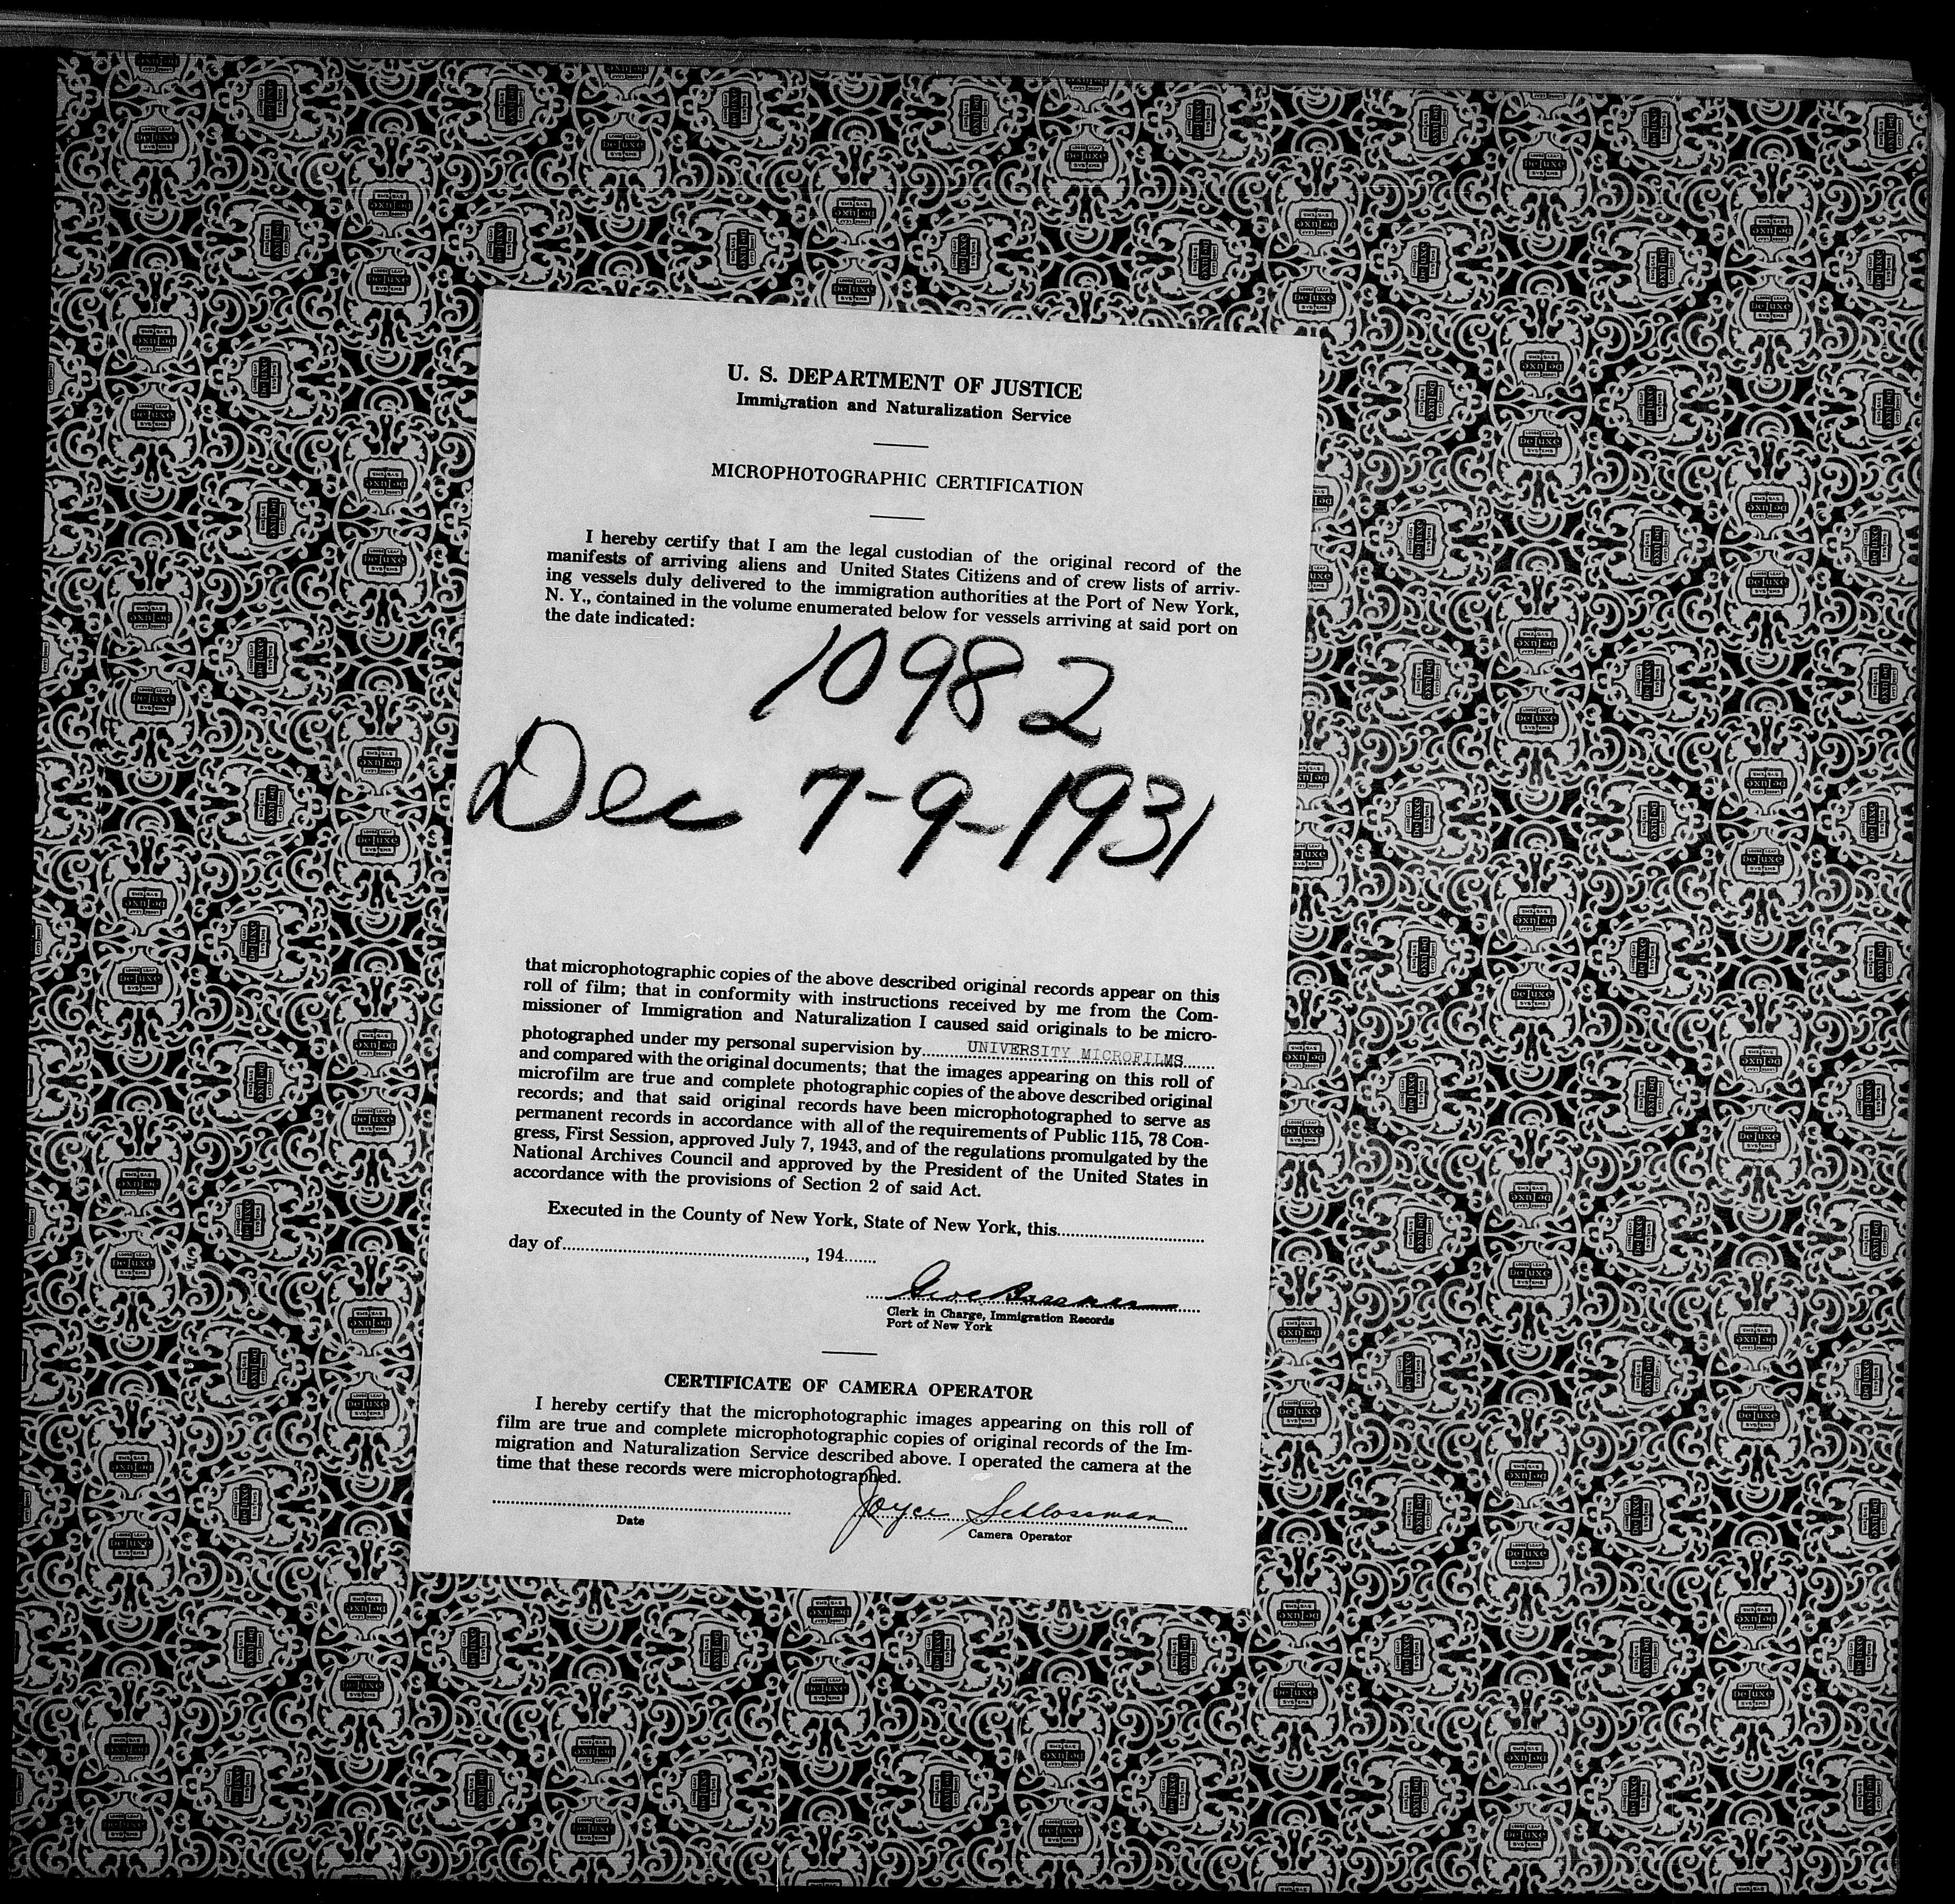 U. S. DEPARTMENT OF JUSTICE
Immigration and Naturalization Service
MICROPHOTOGRAPHIC CERTIFICATION
I hereby certify that I am the legal custodian of the original record of the
manifests of arriving aliens and United States Citizens and of crew lists of arriv-
ing vessels duly delivered to the immigration authorities at the Port of New York,
N. Y., contained in the volume enumerated below for vessels arriving at said port on
the date indicated:
10982
Dec 7-9-1931
that microphotographic copies of the above described original records appear on this
roll of film; that in conformity with instructions received by me from the Com-
missioner of Immigration and Naturalization I caused said originals to be micro-
photographed under my personal supervision by UNIVERSITY MICROFILMS
and compared with the original documents; that the images appearing on this roll of
microfilm are true and complete photographic copies of the above described original
records; and that said original records have been microphotographed to serve as
permanent records in accordance with all of the requirements of Public 115, 78 Con-
gress, First Session, approved July 7, 1943, and of the regulations promulgated by the
National Archives Council and approved by the President of the United States in
accordance with the provisions of Section 2 of said Act.
Executed in the County of New York, State of New York, this
day of , 194
Clerk in Charge, Immigration Records
Port of New York
CERTIFICATE OF CAMERA OPERATOR
I hereby certify that the microphotographic images appearing on this roll of
film are true and complete microphotographic copies of original records of the Im-
migration and Naturalization Service described above. I operated the camera at the
time that these records were microphotographed.
Joyce Schlossman
Date
Camera Operator
LOOSE LEAF
De luxe
SYSTEMS